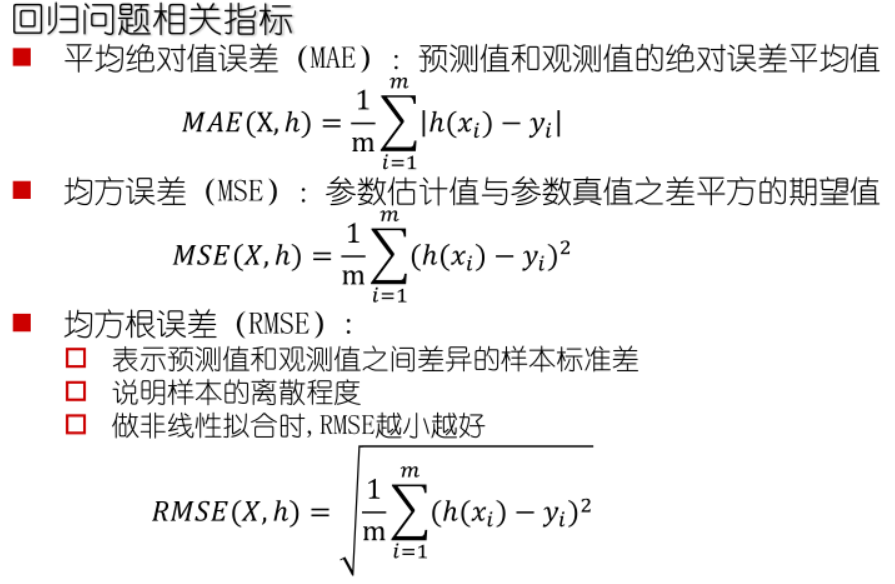 回归问题相关指标
■ 平均绝对值误差（MAE）：预测值和观测值的绝对误差平均值
MAE(X, h) = \frac{1}{m} \sum_{i=1}^{m} |h(x_i) − y_i|
■ 均方误差（MSE）：参数估计值与参数真值之差平方的期望值
MSE(X, h) = \frac{1}{m} \sum_{i=1}^{m} (h(x_i) − y_i)^2
■ 均方根误差（RMSE）：
□ 表示预测值和观测值之间差异的样本标准差
□ 说明样本的离散程度
□ 做非线性拟合时,RMSE越小越好
RMSE(X, h) = \sqrt{\frac{1}{m} \sum_{i=1}^{m} (h(x_i) − y_i)^2}